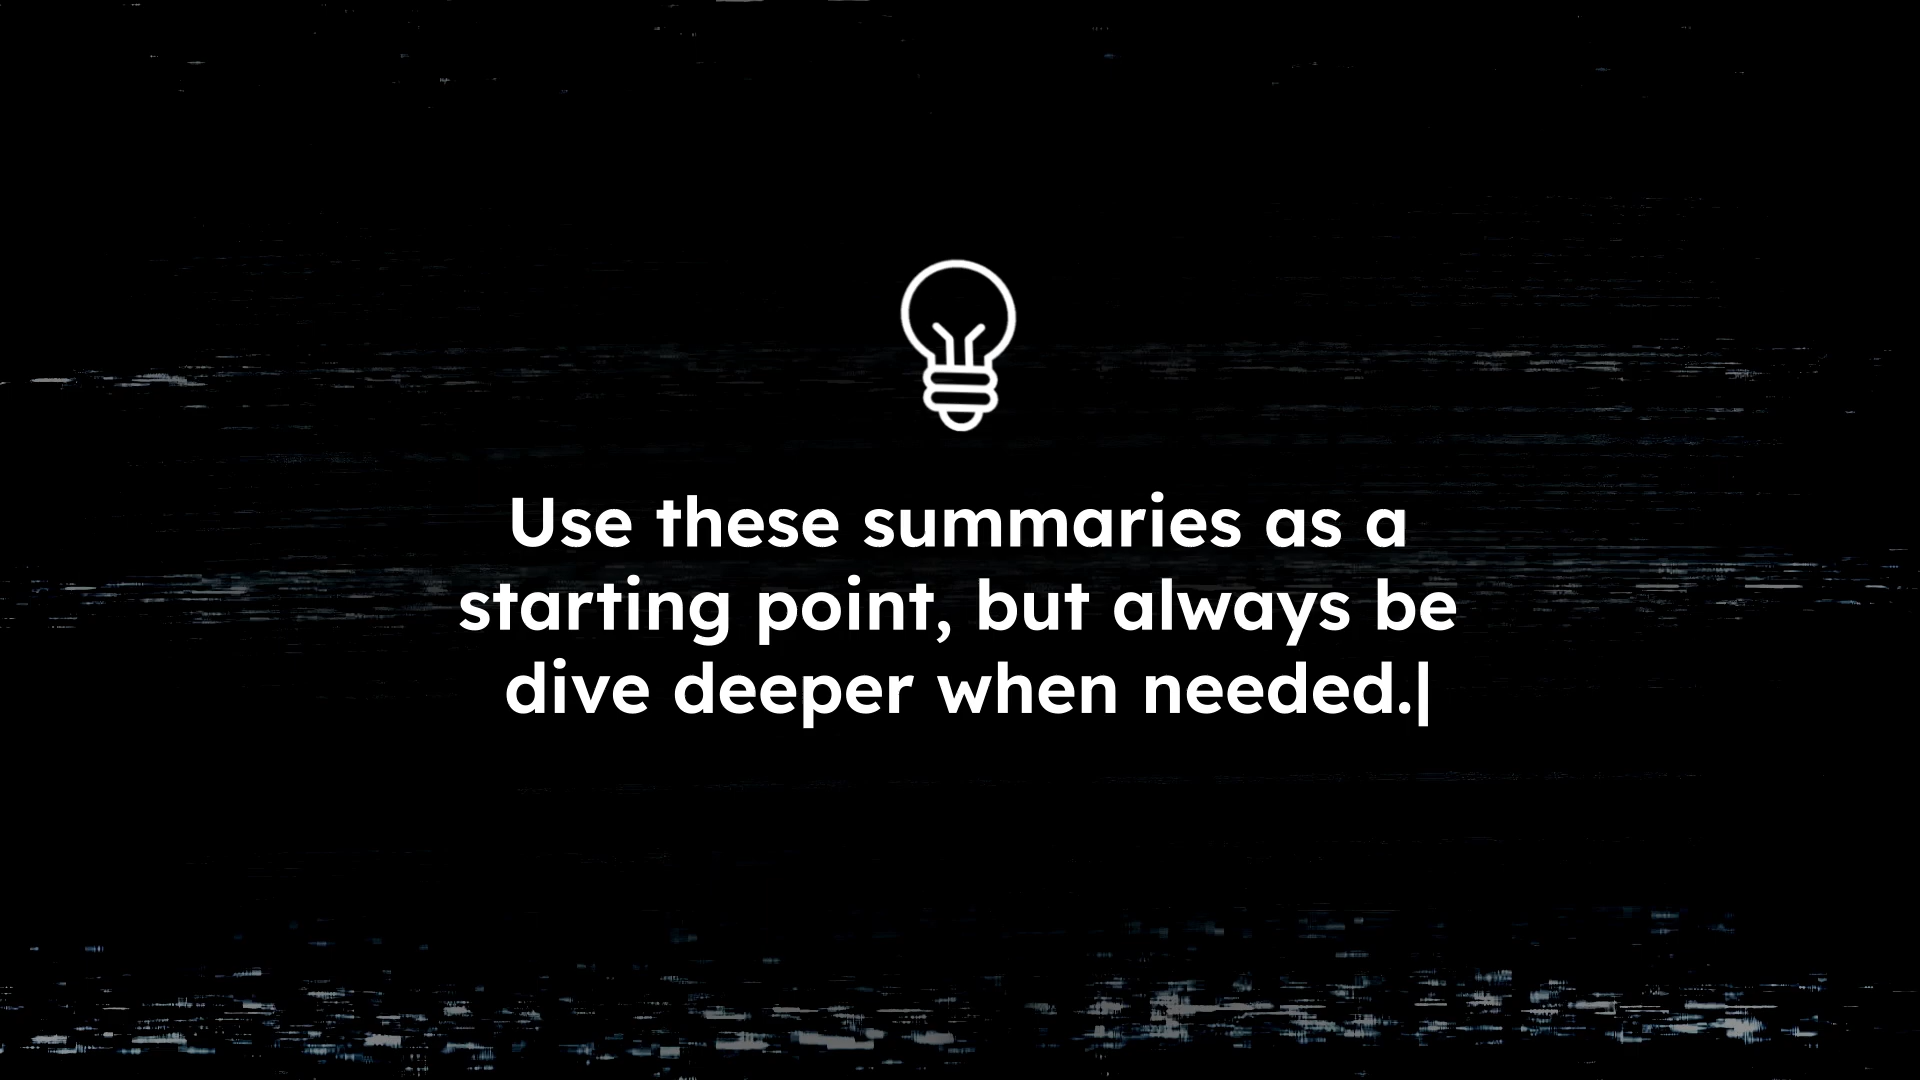 Use these summaries as a
starting point, but always be
dive deeper when needed.|